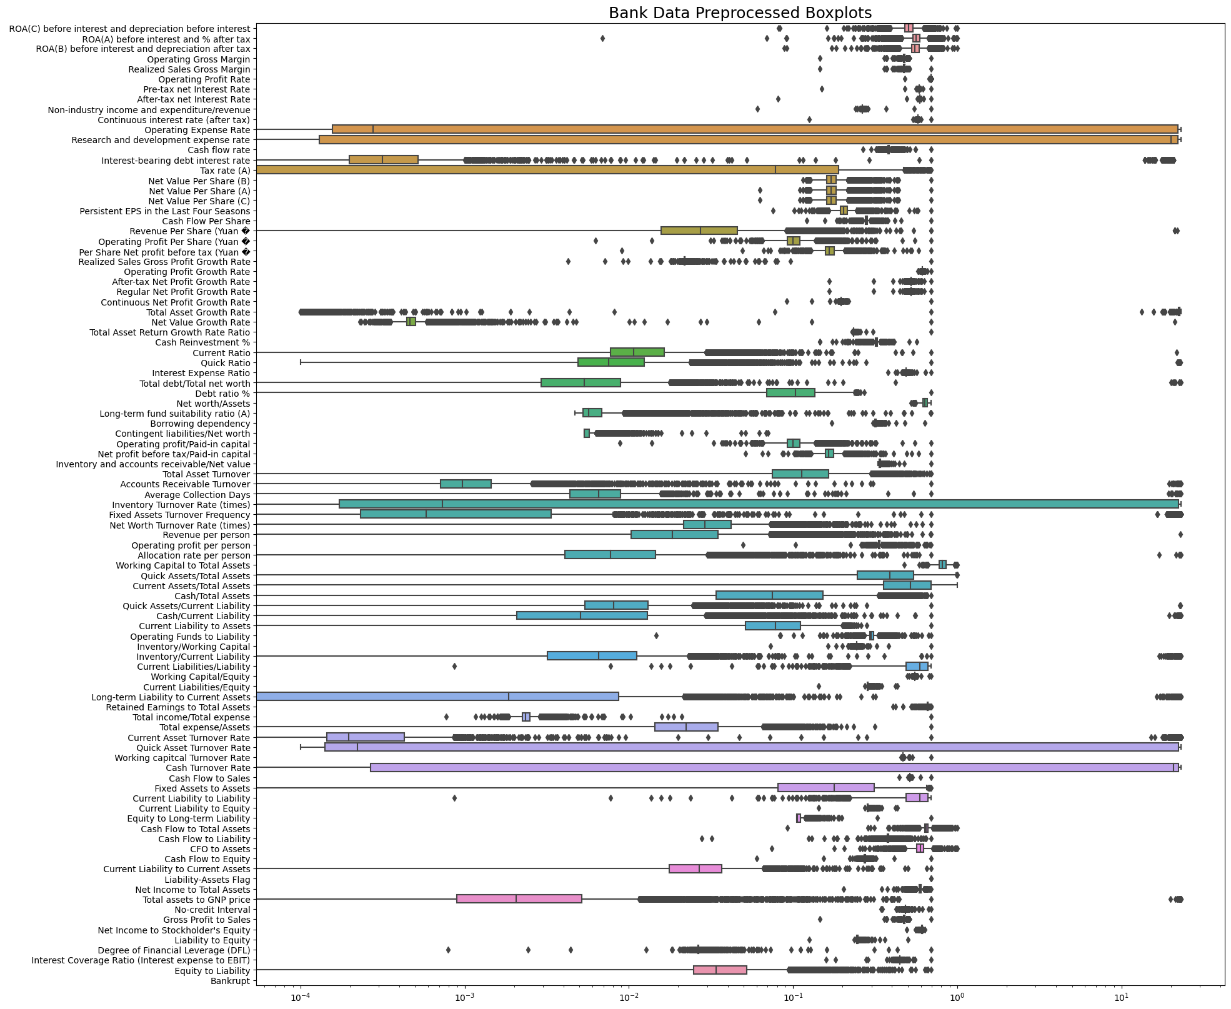 Bank Data Preprocessed Boxplots
ROA(C) before interest and depreciation before interest
ROA(A) before interest and % after tax
ROA(B) before interest and depreciation after tax
Operating Gross Margin
Realized Sales Gross Margin
Operating Profit Rate
Pre-tax net Interest Rate
After-tax net Interest Rate
Non-industry income and expenditure/revenue
Continuous interest rate (after tax)
Operating Expense Rate
Research and development expense rate
Cash flow rate
Interest-bearing debt interest rate
Tax rate (A)
Net Value Per Share (B)
Net Value Per Share (A)
Net Value Per Share (C)
Persistent EPS in the Last Four Seasons
Cash Flow Per Share
Revenue Per Share (Yuan �
Operating Profit Per Share (Yuan �
Per Share Net profit before tax (Yuan �
Realized Sales Gross Profit Growth Rate
Operating Profit Growth Rate
After-tax Net Profit Growth Rate
Regular Net Profit Growth Rate
Continuous Net Profit Growth Rate
Total Asset Growth Rate
Net Value Growth Rate
Total Asset Return Growth Rate Ratio
Cash Reinvestment %
Current Ratio
Quick Ratio
Interest Expense Ratio
Total debt/Total net worth
Debt ratio %
Net worth/Assets
Long-term fund suitability ratio (A)
Borrowing dependency
Contingent liabilities/Net worth
Operating profit/Paid-in capital
Net profit before tax/Paid-in capital
Inventory and accounts receivable/Net value
Total Asset Turnover
Accounts Receivable Turnover
Average Collection Days
Inventory Turnover Rate (times)
Fixed Assets Turnover Frequency
Net Worth Turnover Rate (times)
Revenue per person
Operating profit per person
Allocation rate per person
Working Capital to Total Assets
Quick Assets/Total Assets
Current Assets/Total Assets
Cash/Total Assets
Quick Assets/Current Liability
Cash/Current Liability
Current Liability to Assets
Operating Funds to Liability
Inventory/Working Capital
Inventory/Current Liability
Current Liabilities/Liability
Working Capital/Equity
Current Liabilities/Equity
Long-term Liability to Current Assets
Retained Earnings to Total Assets
Total income/Total expense
Total expense/Assets
Current Asset Turnover Rate
Quick Asset Turnover Rate
Working capitcal Turnover Rate
Cash Turnover Rate
Cash Flow to Sales
Fixed Assets to Assets
Current Liability to Liability
Current Liability to Equity
Equity to Long-term Liability
Cash Flow to Total Assets
Cash Flow to Liability
CFO to Assets
Cash Flow to Equity
Current Liability to Current Assets
Liability-Assets Flag
Net Income to Total Assets
Total assets to GNP price
No-credit Interval
Gross Profit to Sales
Net Income to Stockholder's Equity
Liability to Equity
Degree of Financial Leverage (DFL)
Interest Coverage Ratio (Interest expense to EBIT)
Equity to Liability
Bankrupt
10⁻⁴ 10⁻³ 10⁻² 10⁻¹ 10⁰ 10¹